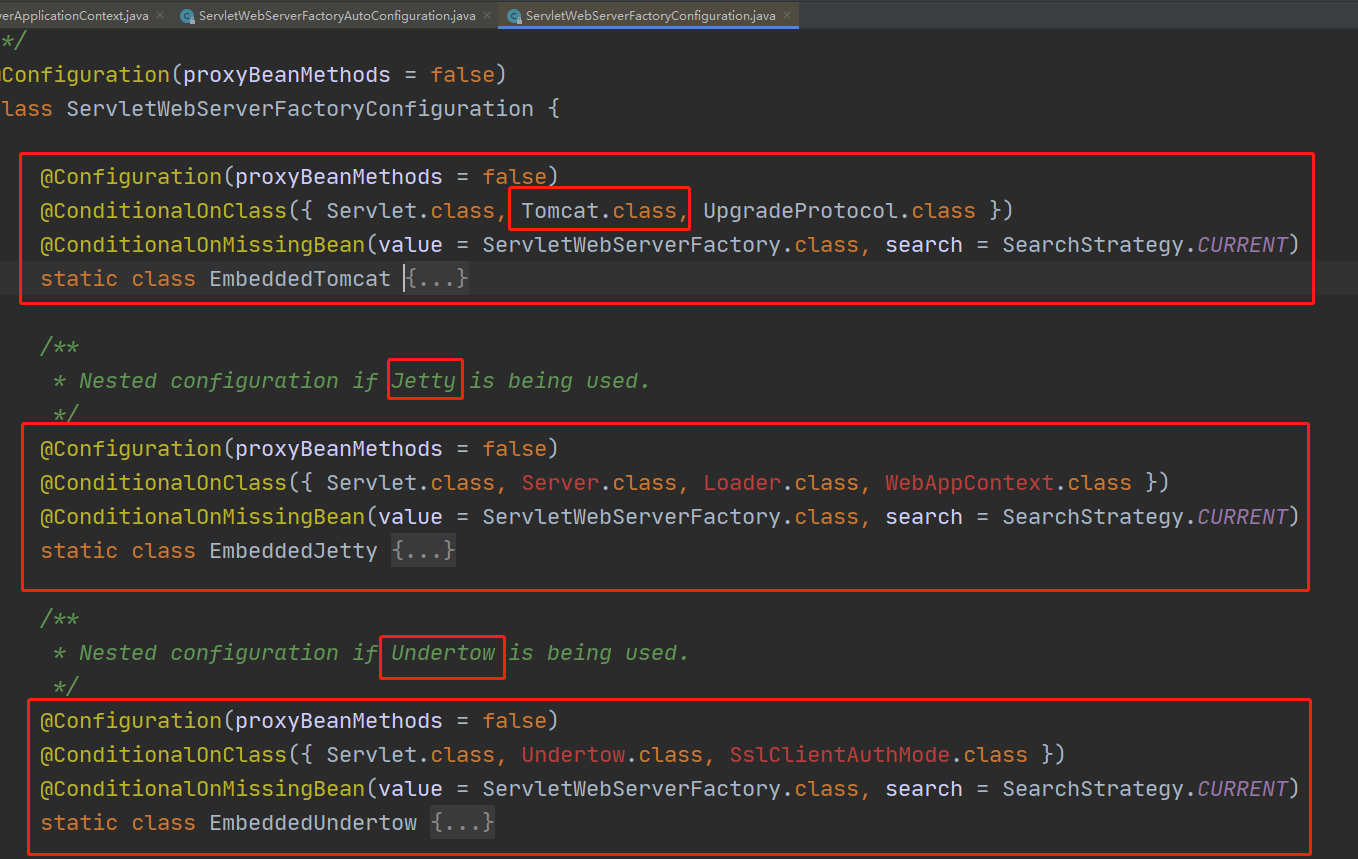 verApplicationContext.java × ServletWebServerFactoryAutoConfiguration.java × ServletWebServerFactoryConfiguration.java ×
*/
Configuration(proxyBeanMethods = false)
lass ServletWebServerFactoryConfiguration {
@Configuration(proxyBeanMethods = false)
@ConditionalOnClass({ Servlet.class, Tomcat.class, UpgradeProtocol.class })
@ConditionalOnMissingBean(value = ServletWebServerFactory.class, search = SearchStrategy.CURRENT)
static class EmbeddedTomcat {...}
/**
* Nested configuration if Jetty is being used.
*/
@Configuration(proxyBeanMethods = false)
@ConditionalOnClass({ Servlet.class, Server.class, Loader.class, WebAppContext.class })
@ConditionalOnMissingBean(value = ServletWebServerFactory.class, search = SearchStrategy.CURRENT)
static class EmbeddedJetty {...}
/**
* Nested configuration if Undertow is being used.
*/
@Configuration(proxyBeanMethods = false)
@ConditionalOnClass({ Servlet.class, Undertow.class, SslClientAuthMode.class })
@ConditionalOnMissingBean(value = ServletWebServerFactory.class, search = SearchStrategy.CURRENT)
static class EmbeddedUndertow {...}